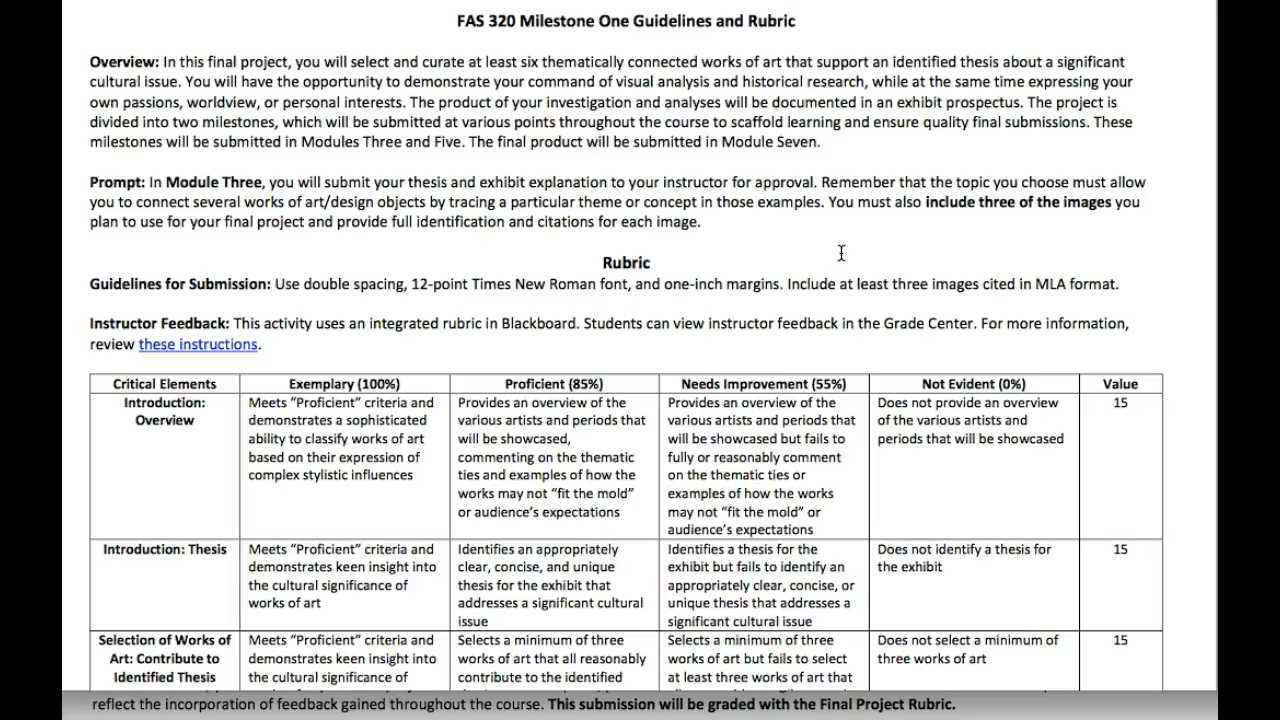 FAS 320 Milestone One Guidelines and Rubric
Overview: In this final project, you will select and curate at least six thematically connected works of art that support an identified thesis about a significant
cultural issue. You will have the opportunity to demonstrate your command of visual analysis and historical research, while at the same time expressing your
own passions, worldview, or personal interests. The product of your investigation and analyses will be documented in an exhibit prospectus. The project is
divided into two milestones, which will be submitted at various points throughout the course to scaffold learning and ensure quality final submissions. These
milestones will be submitted in Modules Three and Five. The final product will be submitted in Module Seven.
Prompt: In Module Three, you will submit your thesis and exhibit explanation to your instructor for approval. Remember that the topic you choose must allow
you to connect several works of art/design objects by tracing a particular theme or concept in those examples. You must also include three of the images you
plan to use for your final project and provide full identification and citations for each image.
Rubric
Guidelines for Submission: Use double spacing, 12-point Times New Roman font, and one-inch margins. Include at least three images cited in MLA format.
Instructor Feedback: This activity uses an integrated rubric in Blackboard. Students can view instructor feedback in the Grade Center. For more information,
review these instructions.
Critical Elements Exemplary (100%) Proficient (85%) Needs Improvement (55%) Not Evident (0%) Value
Introduction:
Overview
Meets "Proficient" criteria and
demonstrates a sophisticated
ability to classify works of art
based on their expression of
complex stylistic influences
Provides an overview of the
various artists and periods that
will be showcased,
commenting on the thematic
ties and examples of how the
works may not "fit the mold"
or audience's expectations
Provides an overview of the
various artists and periods that
will be showcased but fails to
fully or reasonably comment
on the thematic ties or
examples of how the works
may not "fit the mold" or
audience's expectations
Does not provide an overview
of the various artists and
periods that will be showcased
15
Introduction: Thesis
Meets "Proficient" criteria and
demonstrates keen insight into
the cultural significance of
works of art
Identifies an appropriately
clear, concise, and unique
thesis for the exhibit that
addresses a significant cultural
issue
Identifies a thesis for the
exhibit but fails to identify an
appropriately clear, concise, or
unique thesis that addresses a
significant cultural issue
Does not identify a thesis for
the exhibit
15
Selection of Works of
Art: Contribute to
Identified Thesis
Meets "Proficient" criteria and
demonstrates keen insight into
the cultural significance of
Selects a minimum of three
works of art that all reasonably
contribute to the identified
Selects a minimum of three
works of art but fails to select
at least three works of art that
Does not select a minimum of
three works of art
15
reflect the incorporation of feedback gained throughout the course. This submission will be graded with the Final Project Rubric.